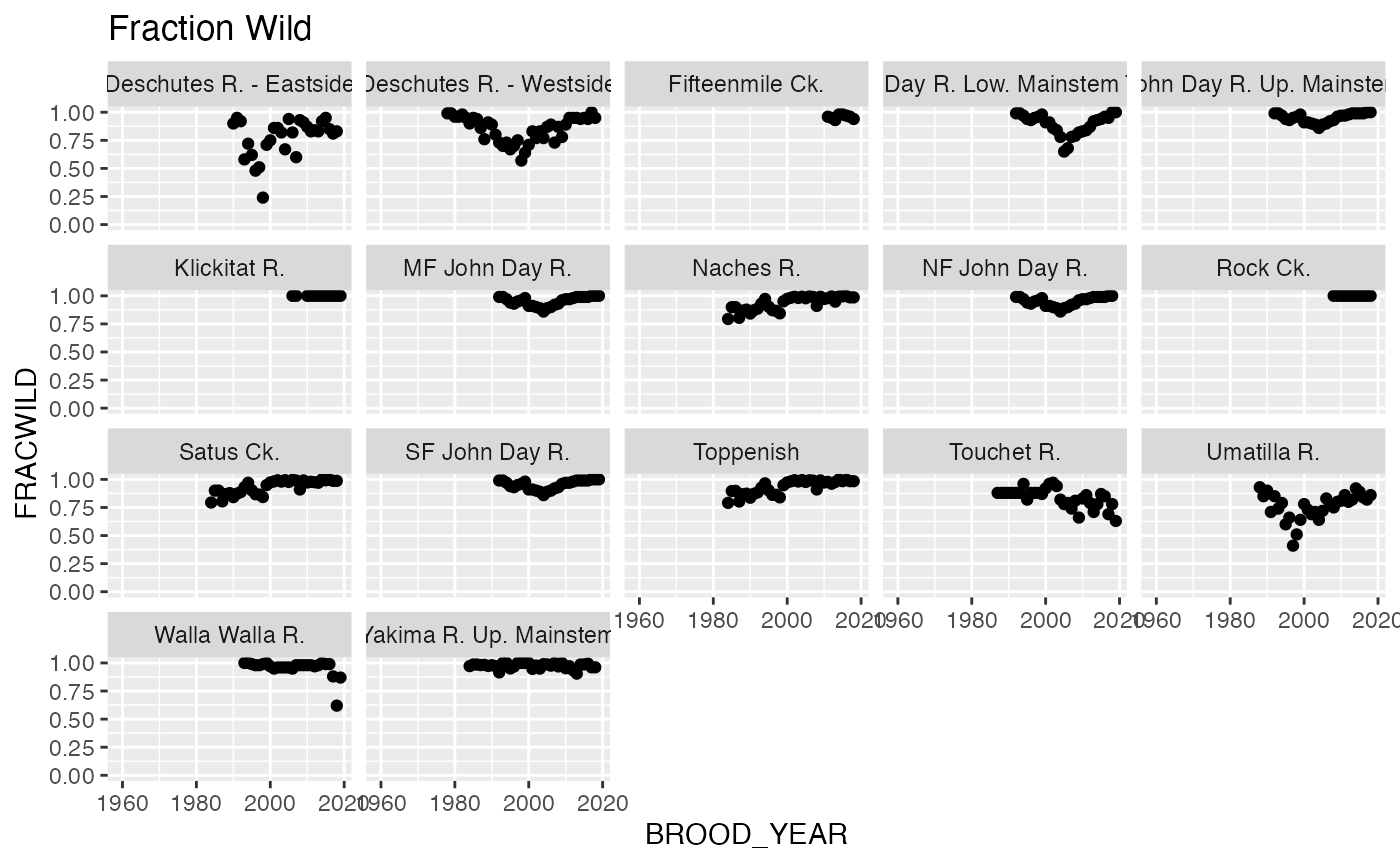 Fraction Wild
Deschutes R. - Eastside
Deschutes R. - Westside
Fifteenmile Ck.
Day R. Low. Mainstem
ohn Day R. Up. Mainste
1.00
0.75
0.50
0.25
0.00
Klickitat R.
MF John Day R.
Naches R.
NF John Day R.
Rock Ck.
1.00
0.75
0.50
0.25
0.00
FRACWILD
Satus Ck.
SF John Day R.
Toppenish
Touchet R.
Umatilla R.
1.00
0.75
0.50
0.25
0.00
1960 1980 2000 2020
1960 1980 2000 2020
1960 1980 2000 2020
Walla Walla R.
Yakima R. Up. Mainstem
1.00
0.75
0.50
0.25
0.00
1960 1980 2000 2020
1960 1980 2000 2020
BROOD_YEAR